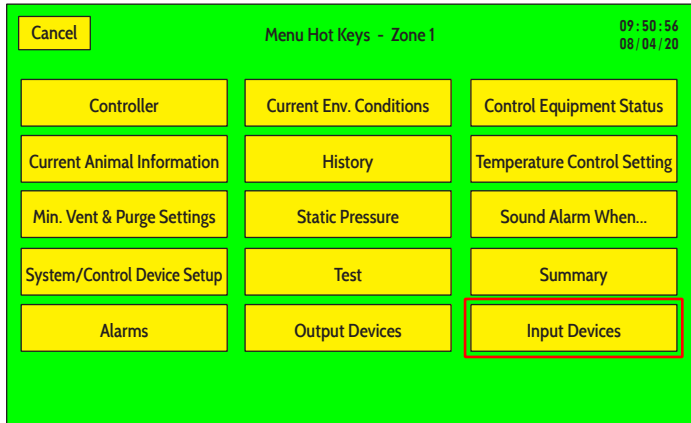 Cancel
Menu Hot Keys - Zone 1
09:50:56
08/04/20
Controller
Current Env. Conditions
Control Equipment Status
Current Animal Information
History
Temperature Control Setting
Min. Vent & Purge Settings
Static Pressure
Sound Alarm When...
System/Control Device Setup
Test
Summary
Alarms
Output Devices
Input Devices